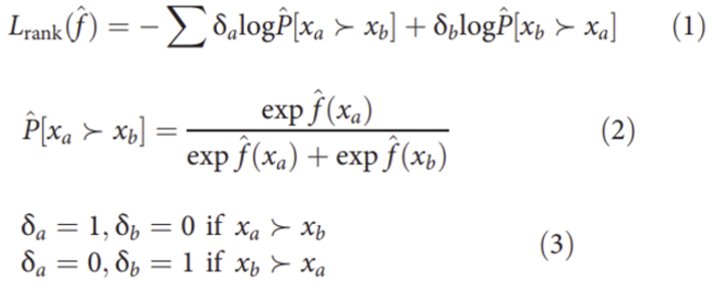 L_rank(f̂) = −∑ δ_a log P̂[x_a ≻ x_b] + δ_b log P̂[x_b ≻ x_a] (1)
P̂[x_a ≻ x_b] = exp f̂(x_a) / (exp f̂(x_a) + exp f̂(x_b)) (2)
δ_a = 1, δ_b = 0 if x_a ≻ x_b
δ_a = 0, δ_b = 1 if x_b ≻ x_a (3)